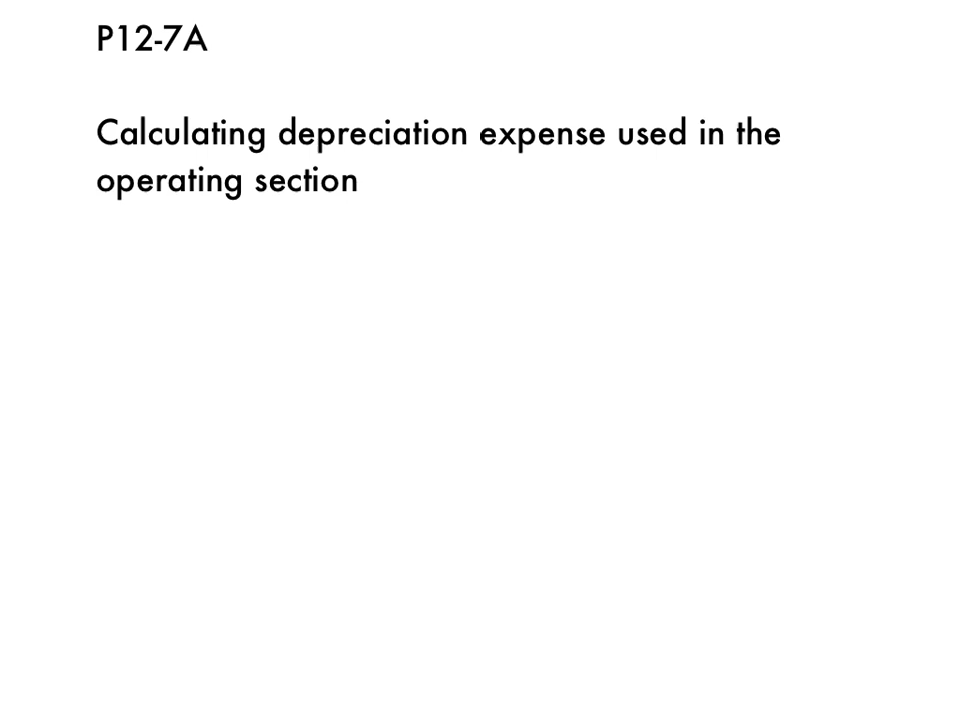 P12-7A
Calculating depreciation expense used in the
operating section